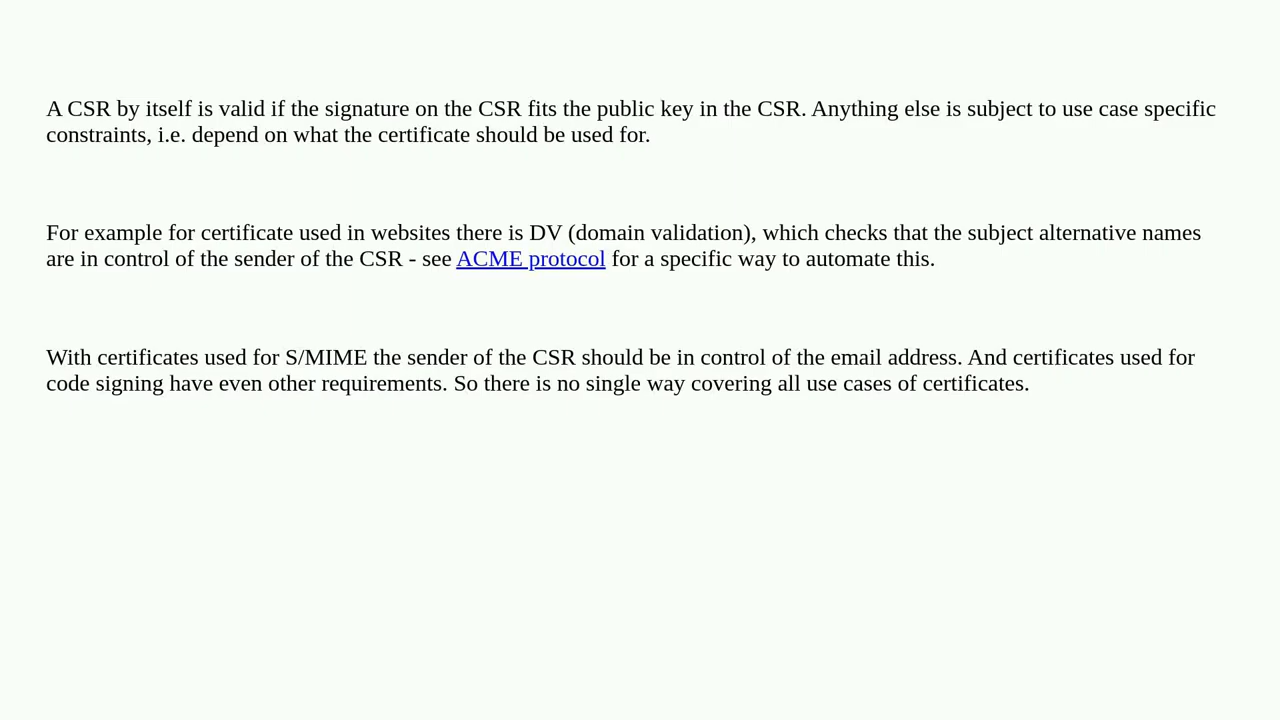 A CSR by itself is valid if the signature on the CSR fits the public key in the CSR. Anything else is subject to use case specific
constraints, i.e. depend on what the certificate should be used for.
For example for certificate used in websites there is DV (domain validation), which checks that the subject alternative names
are in control of the sender of the CSR - see ACME protocol for a specific way to automate this.
With certificates used for S/MIME the sender of the CSR should be in control of the email address. And certificates used for
code signing have even other requirements. So there is no single way covering all use cases of certificates.